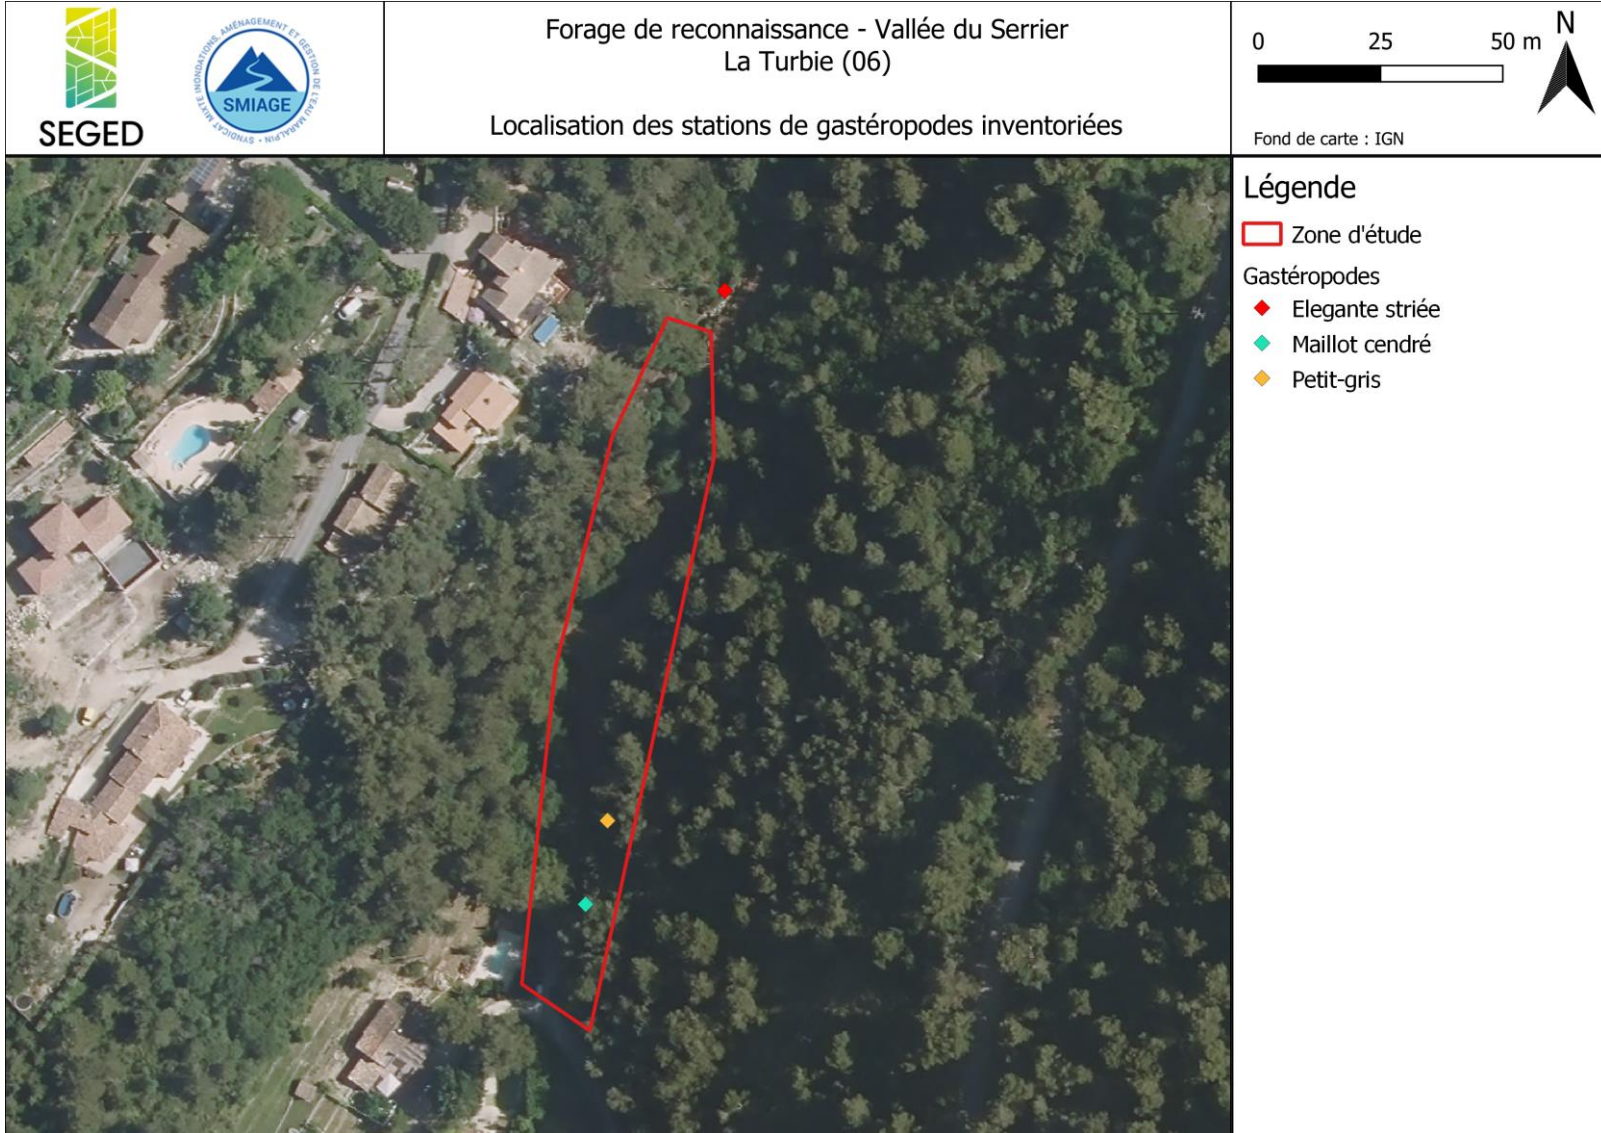 SEGED
SYNDICAT MIXTE INONDATIONS, AMÉNAGEMENT ET GESTION DE L'EAU MARALPIN
SMIAGE
Forage de reconnaissance - Vallée du Serrier
La Turbie (06)
Localisation des stations de gastéropodes inventoriées
0 25 50 m
N
Fond de carte : IGN
Légende
Zone d'étude
Gastéropodes
Elegante striée
Maillot cendré
Petit-gris